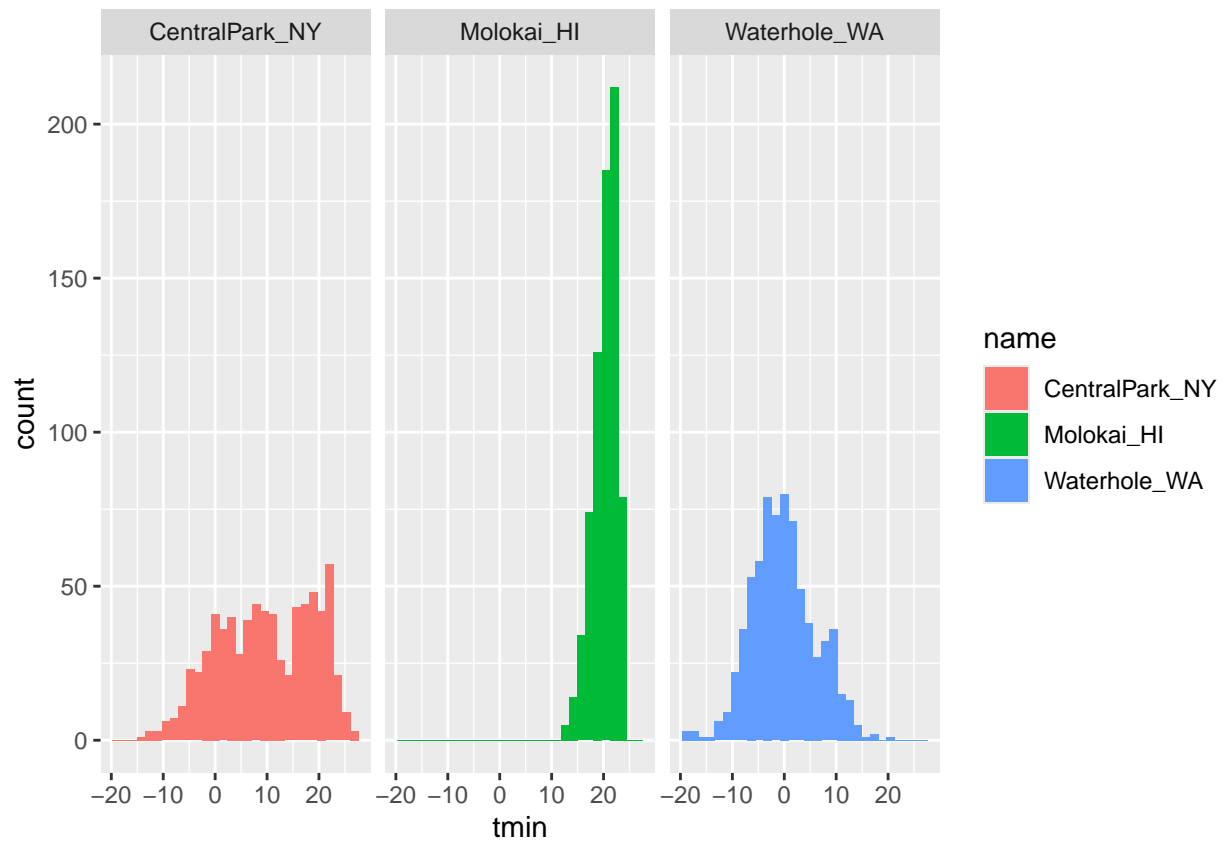 CentralPark_NY Molokai_HI Waterhole_WA
200
150
100
50
0
count
−20 −10 0 10 20 −20 −10 0 10 20 −20 −10 0 10 20
tmin
name
CentralPark_NY
Molokai_HI
Waterhole_WA